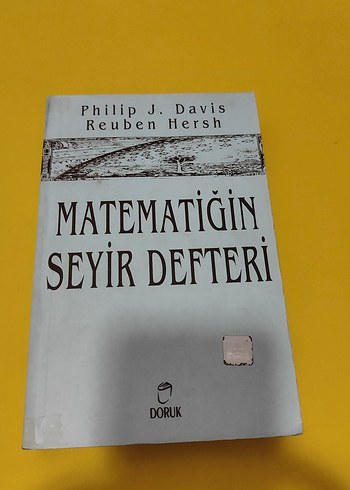 Philip J. Davis
Reuben Hersh
MATEMATİĞİN
SEYİR DEFTERİ
DORUK